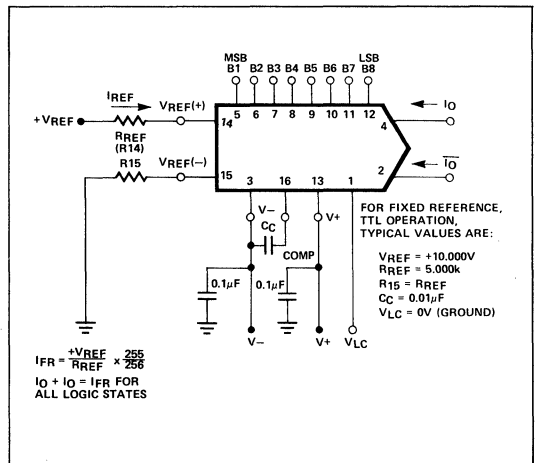 MSB LSB
B1 B2 B3 B4 B5 B6 B7 B8
IREF
VREF(+)
+VREF
RREF
(R14)
14
5 6 7 8 9 10 11 12
IO
4
R15
VREF(−)
15
IO
2
3 16 13 1
V−
CC
V+
COMP
0.1μF
0.1μF
V−
V+
VLC
FOR FIXED REFERENCE,
TTL OPERATION,
TYPICAL VALUES ARE:
VREF = +10.000V
RREF = 5.000k
R15 = RREF
CC = 0.01μF
VLC = 0V (GROUND)
IFR = +VREF/RREF x 255/256
IO + IO = IFR FOR
ALL LOGIC STATES